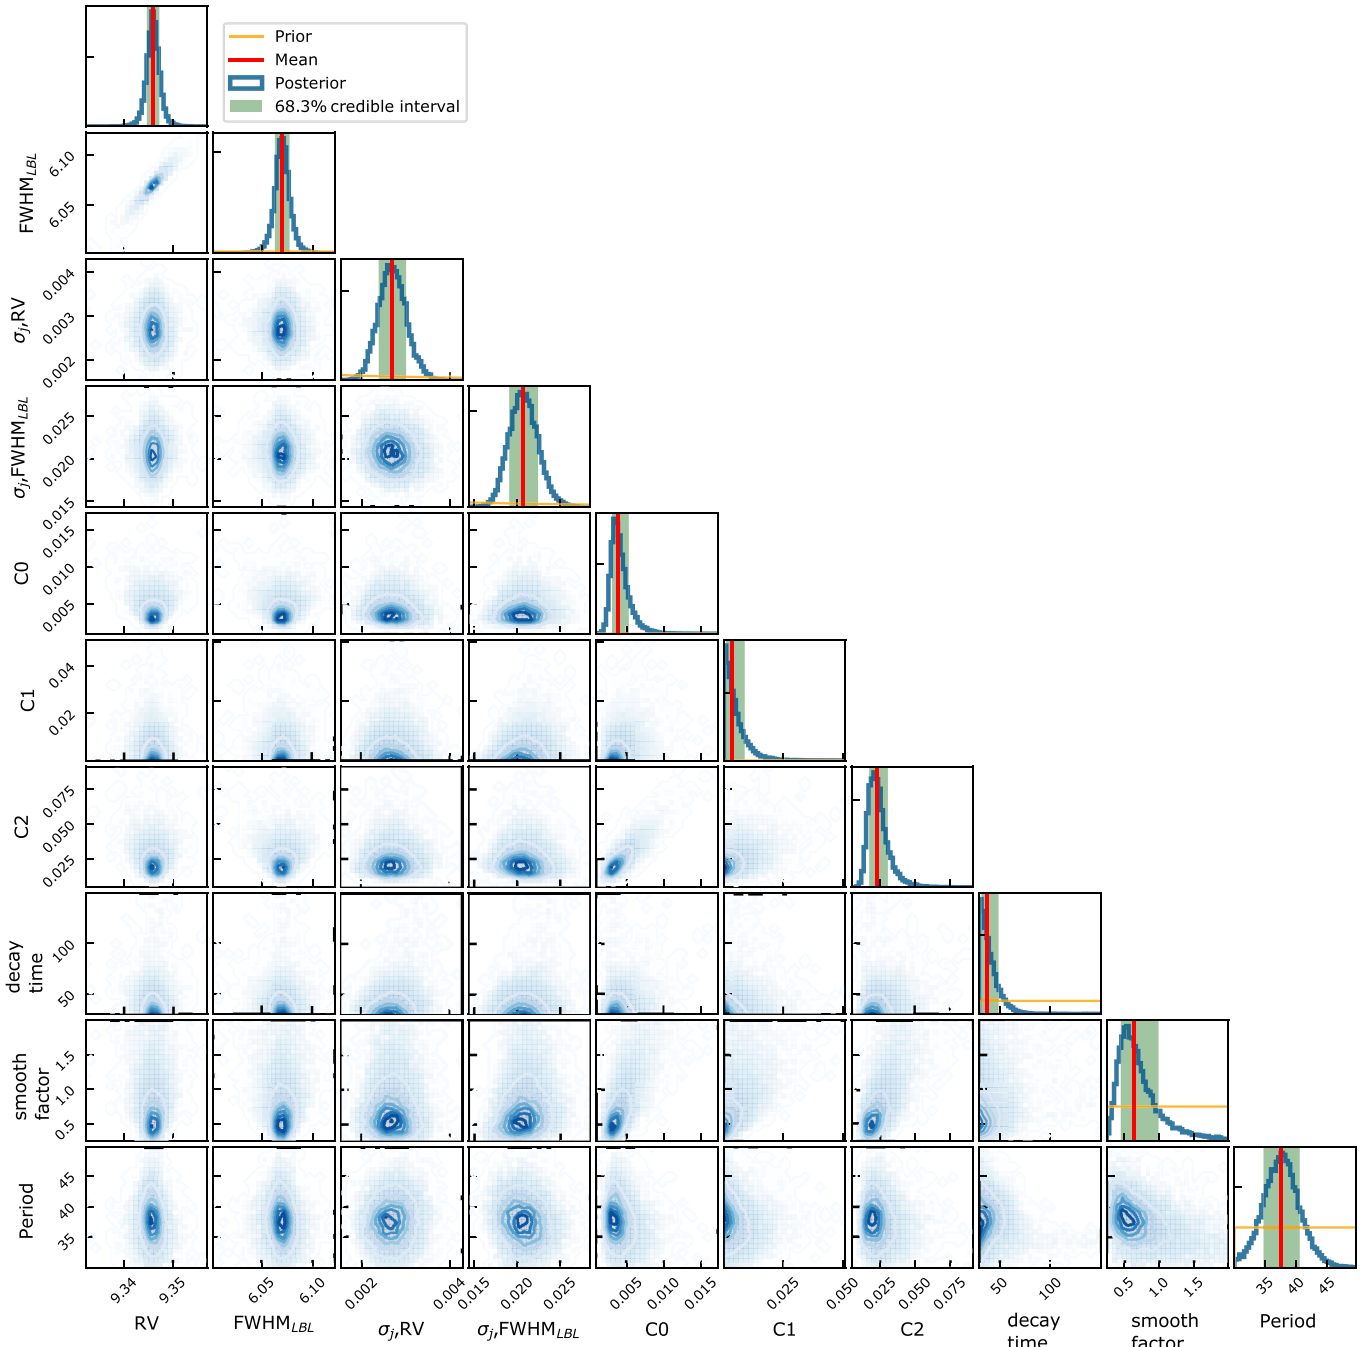 Prior
Mean
Posterior
68.3% credible interval
FWHM_LBL
6.10
6.05
σ_j,RV
0.004
0.003
0.002
σ_j,FWHM_LBL
0.025
0.020
0.015
C0
0.015
0.010
0.005
C1
0.04
0.02
C2
0.075
0.050
0.025
decay
time
100
50
smooth
factor
1.5
1.0
0.5
Period
45
40
35
9.34 9.35 6.05 6.10 0.002 0.004 0.015 0.020 0.025 0.005 0.010 0.015 0.025 0.050 0.025 0.050 0.075 50 100 0.5 1.0 1.5 35 40 45
RV FWHM_LBL σ_j,RV σ_j,FWHM_LBL C0 C1 C2 decay smooth Period
time factor